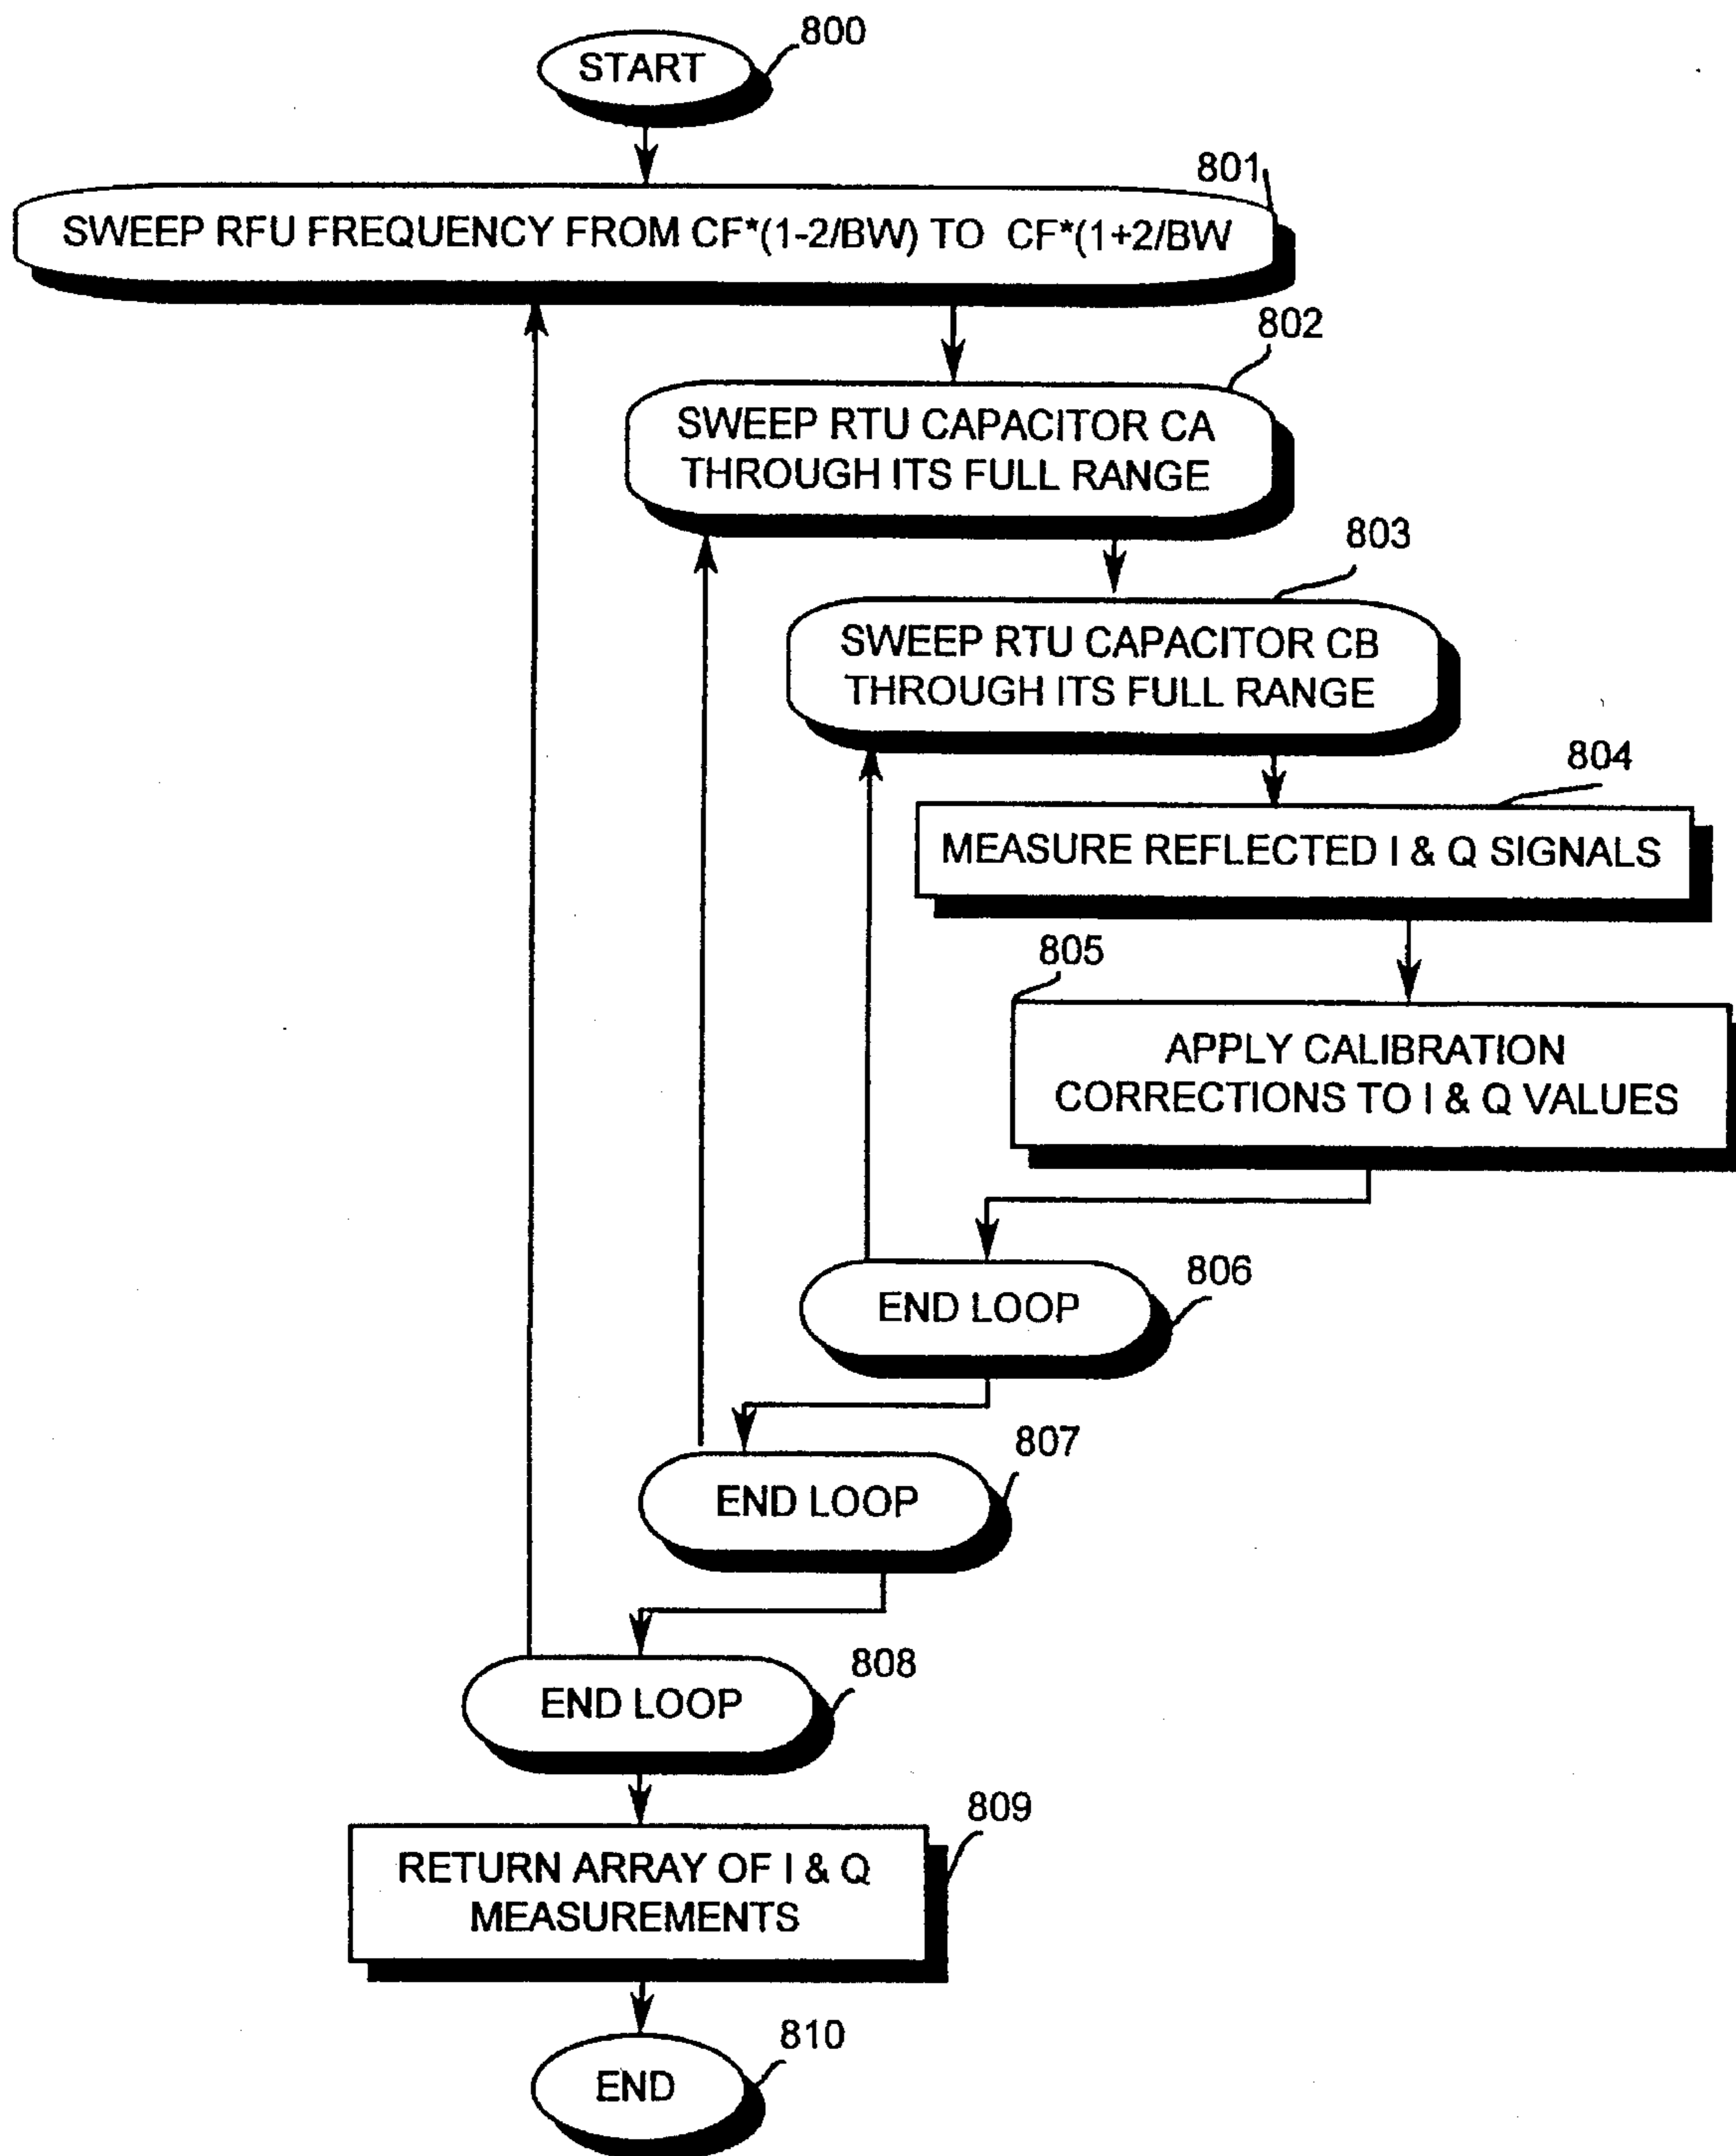 800
START
801
SWEEP RFU FREQUENCY FROM CF*(1-2/BW) TO CF*(1+2/BW
802
SWEEP RTU CAPACITOR CA
THROUGH ITS FULL RANGE
803
SWEEP RTU CAPACITOR CB
THROUGH ITS FULL RANGE
804
MEASURE REFLECTED I & Q SIGNALS
805
APPLY CALIBRATION
CORRECTIONS TO I & Q VALUES
806
END LOOP
807
END LOOP
808
END LOOP
809
RETURN ARRAY OF I & Q
MEASUREMENTS
810
END